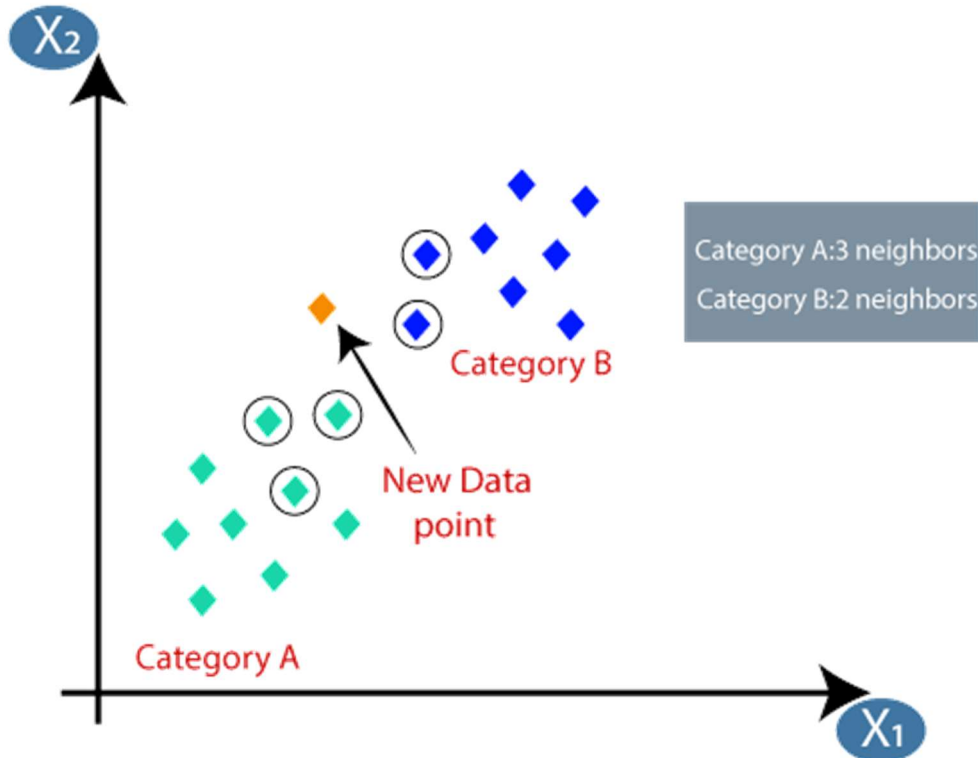 X2
Category A:3 neighbors
Category B:2 neighbors
Category B
New Data
point
Category A
X1